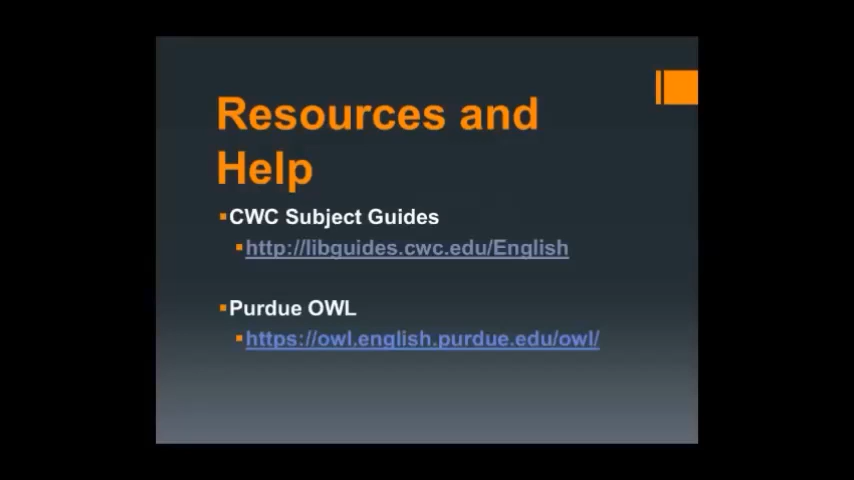 Resources and
Help
CWC Subject Guides
http://libguides.cwc.edu/English
Purdue OWL
https://owl.english.purdue.edu/owl/